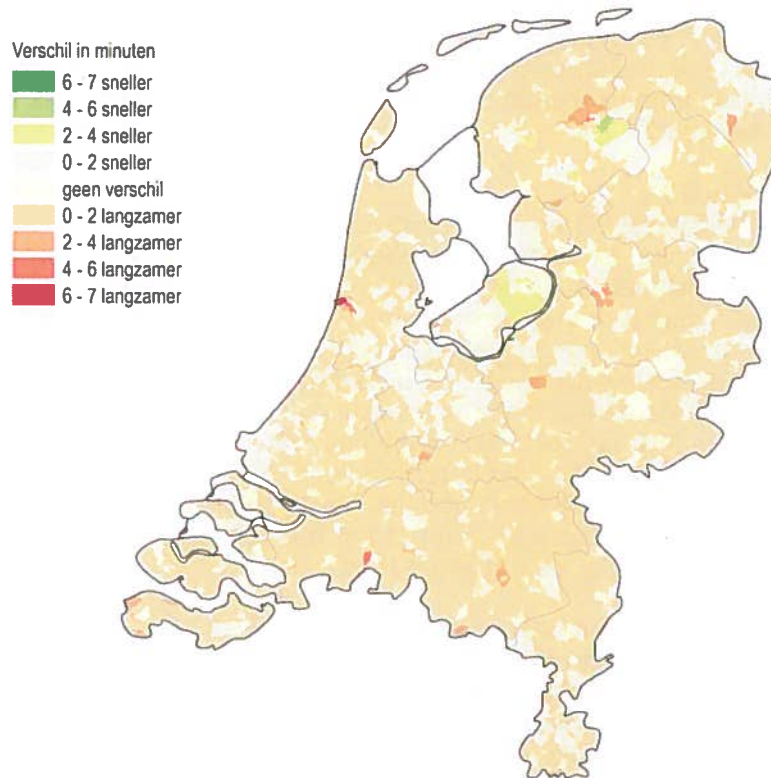 Verschil in minuten
6 - 7 sneller
4 - 6 sneller
2 - 4 sneller
0 - 2 sneller
geen verschil
0 - 2 langzamer
2 - 4 langzamer
4 - 6 langzamer
6 - 7 langzamer